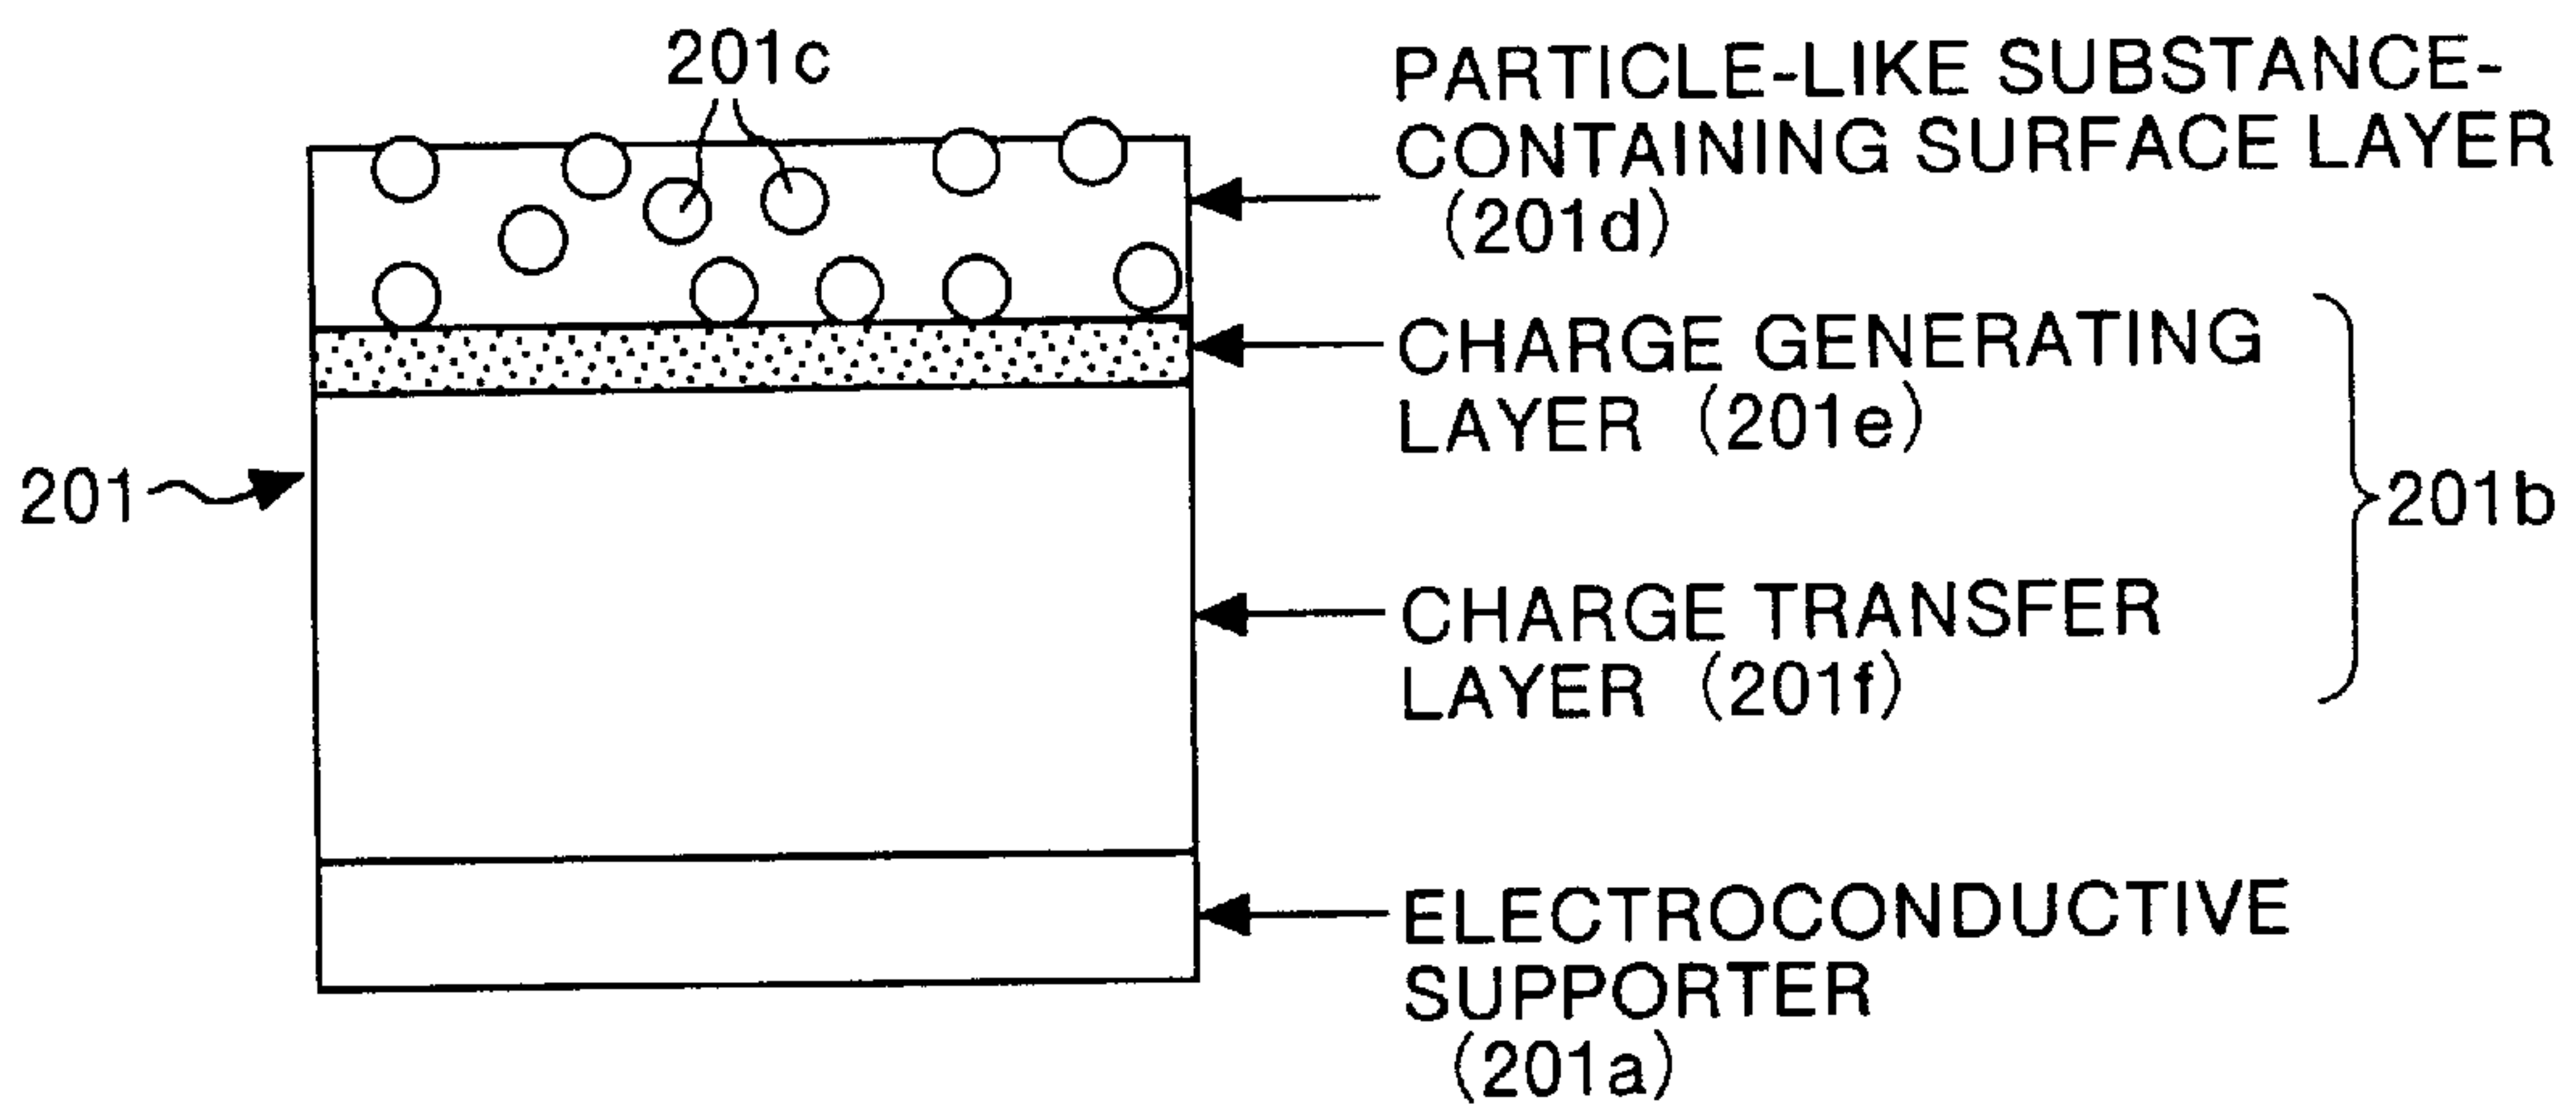 201c
PARTICLE-LIKE SUBSTANCE-
CONTAINING SURFACE LAYER
(201d)
CHARGE GENERATING
LAYER (201e)
201
201b
CHARGE TRANSFER
LAYER (201f)
ELECTROCONDUCTIVE
SUPPORTER
(201a)